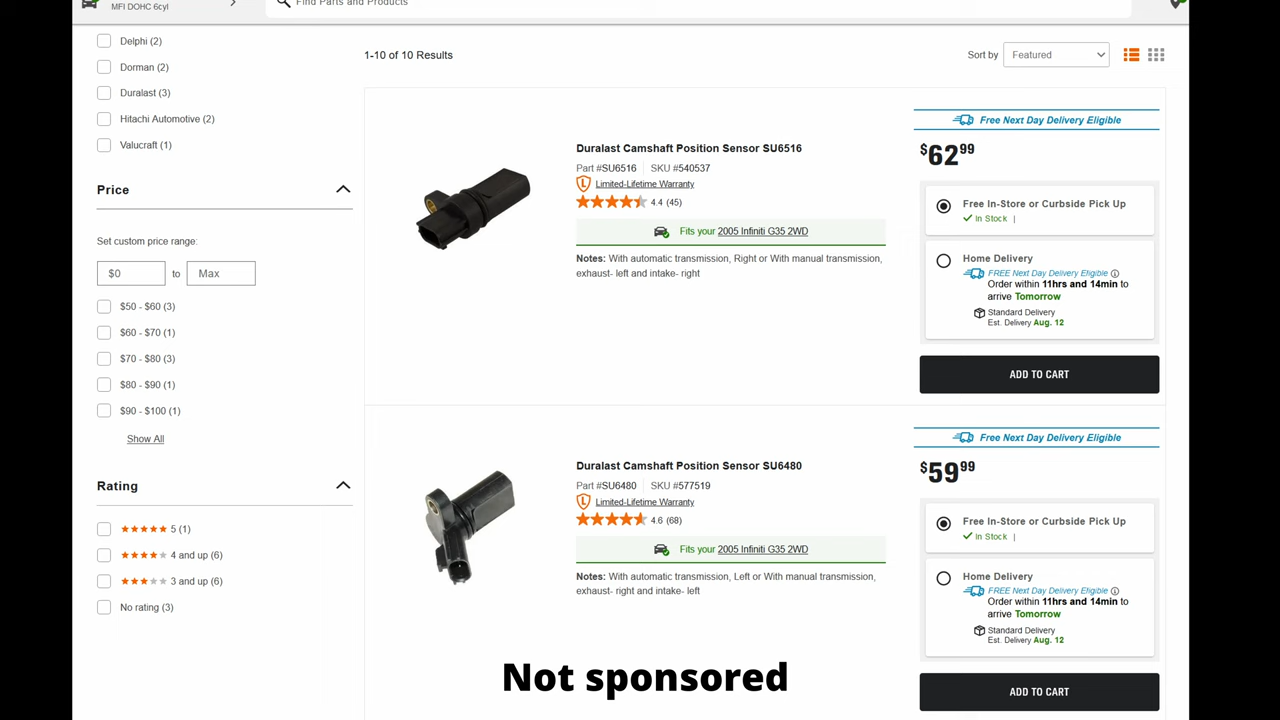 MFI DOHC 6cyl
Find Parts and Products
Delphi (2)
Dorman (2)
Duralast (3)
Hitachi Automotive (2)
Valucraft (1)
Price
Set custom price range:
$0 to Max
$50 - $60 (3)
$60 - $70 (1)
$70 - $80 (3)
$80 - $90 (1)
$90 - $100 (1)
Show All
Rating
5 (1)
4 and up (6)
3 and up (6)
No rating (3)
1-10 of 10 Results
Sort by Featured
Duralast Camshaft Position Sensor SU6516
Part #SU6516 | SKU #540537
Limited-Lifetime Warranty
4.4 (45)
Fits your 2005 Infiniti G35 2WD
Notes: With automatic transmission, Right or With manual transmission,
exhaust- left and intake- right
Free Next Day Delivery Eligible
$62 99
Free In-Store or Curbside Pick Up
In Stock |
Home Delivery
FREE Next Day Delivery Eligible
Order within 11hrs and 14min to
arrive Tomorrow
Standard Delivery
Est. Delivery Aug. 12
ADD TO CART
Duralast Camshaft Position Sensor SU6480
Part #SU6480 | SKU #577519
Limited-Lifetime Warranty
4.6 (68)
Fits your 2005 Infiniti G35 2WD
Notes: With automatic transmission, Left or With manual transmission,
exhaust- right and intake- left
Free Next Day Delivery Eligible
$59 99
Free In-Store or Curbside Pick Up
In Stock |
Home Delivery
FREE Next Day Delivery Eligible
Order within 11hrs and 14min to
arrive Tomorrow
Standard Delivery
Est. Delivery Aug. 12
ADD TO CART
Not sponsored